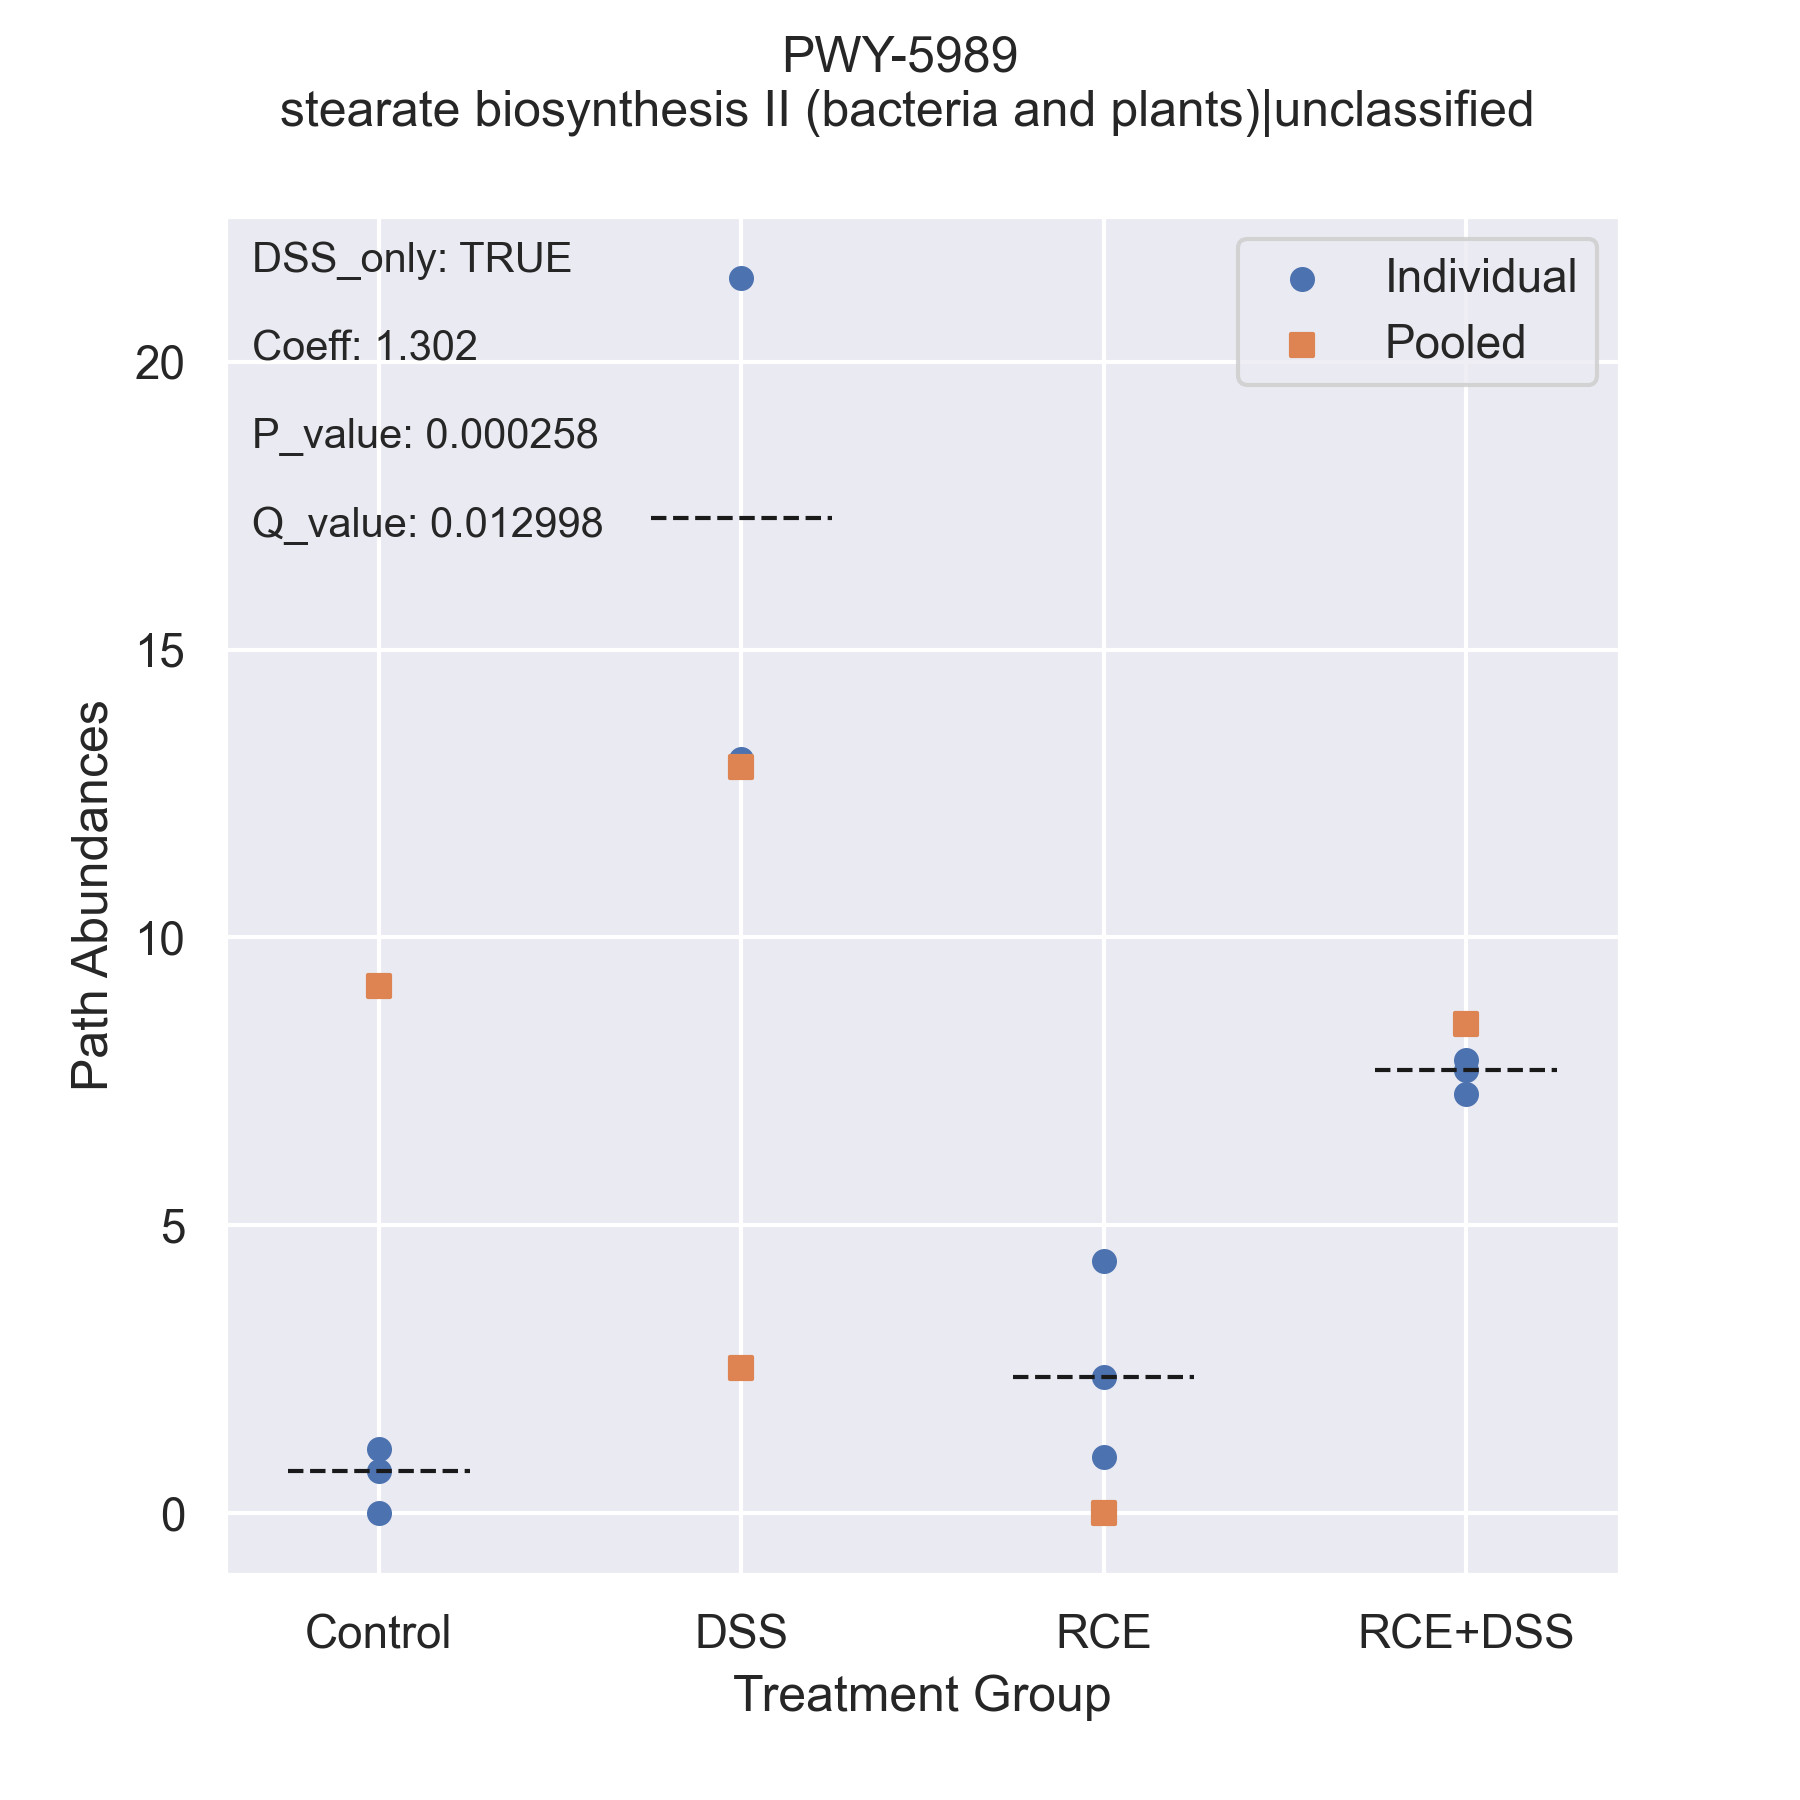 PWY-5989
stearate biosynthesis II (bacteria and plants)|unclassified
DSS_only: TRUE
Coeff: 1.302
P_value: 0.000258
Q_value: 0.012998
Individual
Pooled
20
15
10
5
0
Path Abundances
Control
DSS
RCE
RCE+DSS
Treatment Group